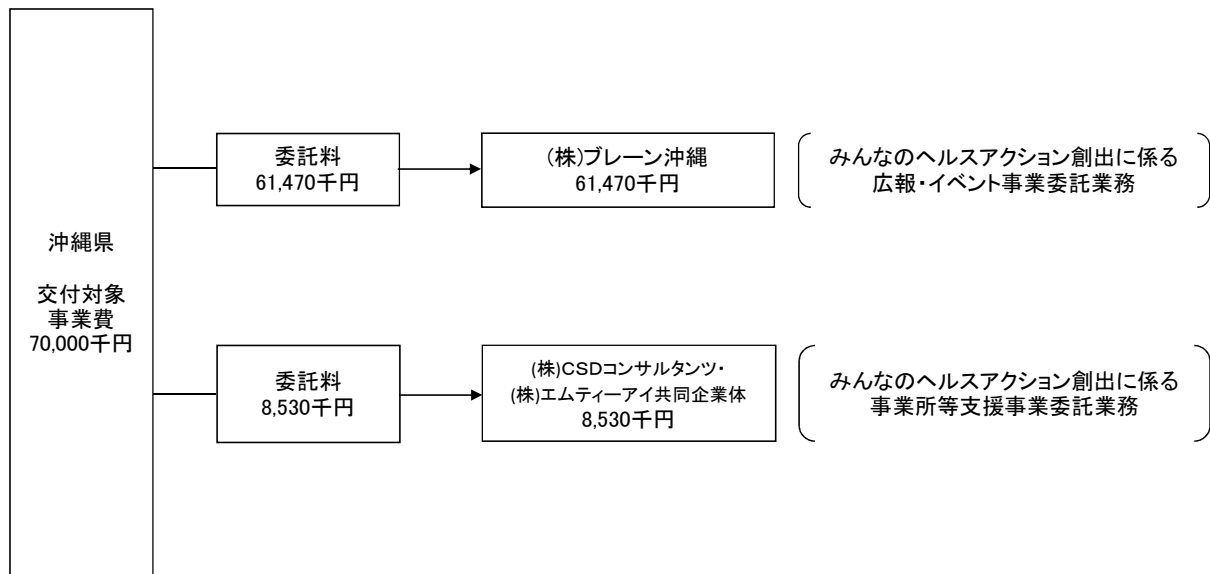 沖縄県
交付対象
事業費
70,000千円
委託料
61,470千円
(株)ブレーン沖縄
61,470千円
みんなのヘルスアクション創出に係る
広報・イベント事業委託業務
委託料
8,530千円
(株)CSDコンサルタンツ・
(株)エムティーアイ共同企業体
8,530千円
みんなのヘルスアクション創出に係る
事業所等支援事業委託業務